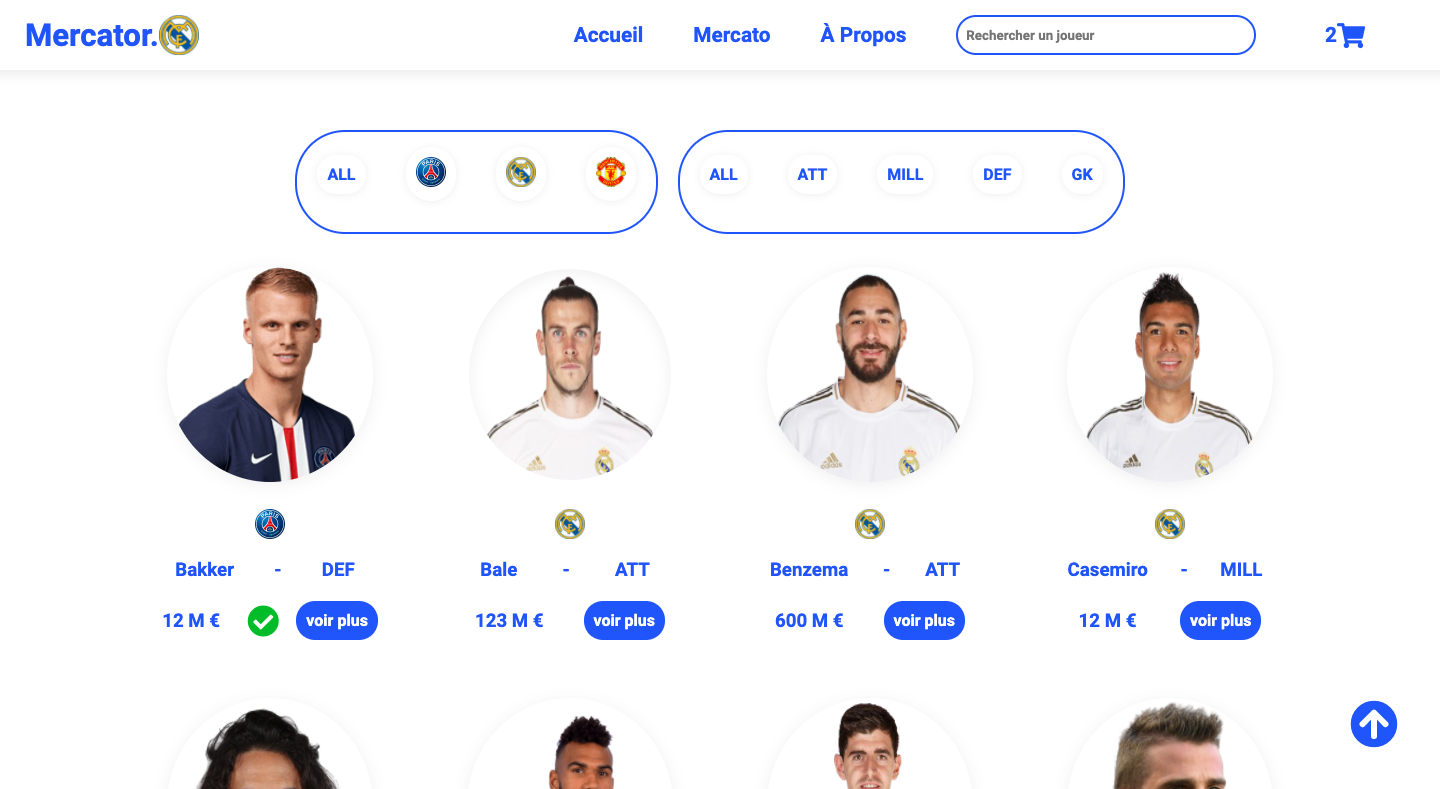 Mercator.
Accueil Mercato À Propos Rechercher un joueur 2
ALL PARIS ALL ATT MILL DEF GK
Bakker - DEF Bale - ATT Benzema - ATT Casemiro - MILL
12 M € voir plus 123 M € voir plus 600 M € voir plus 12 M € voir plus